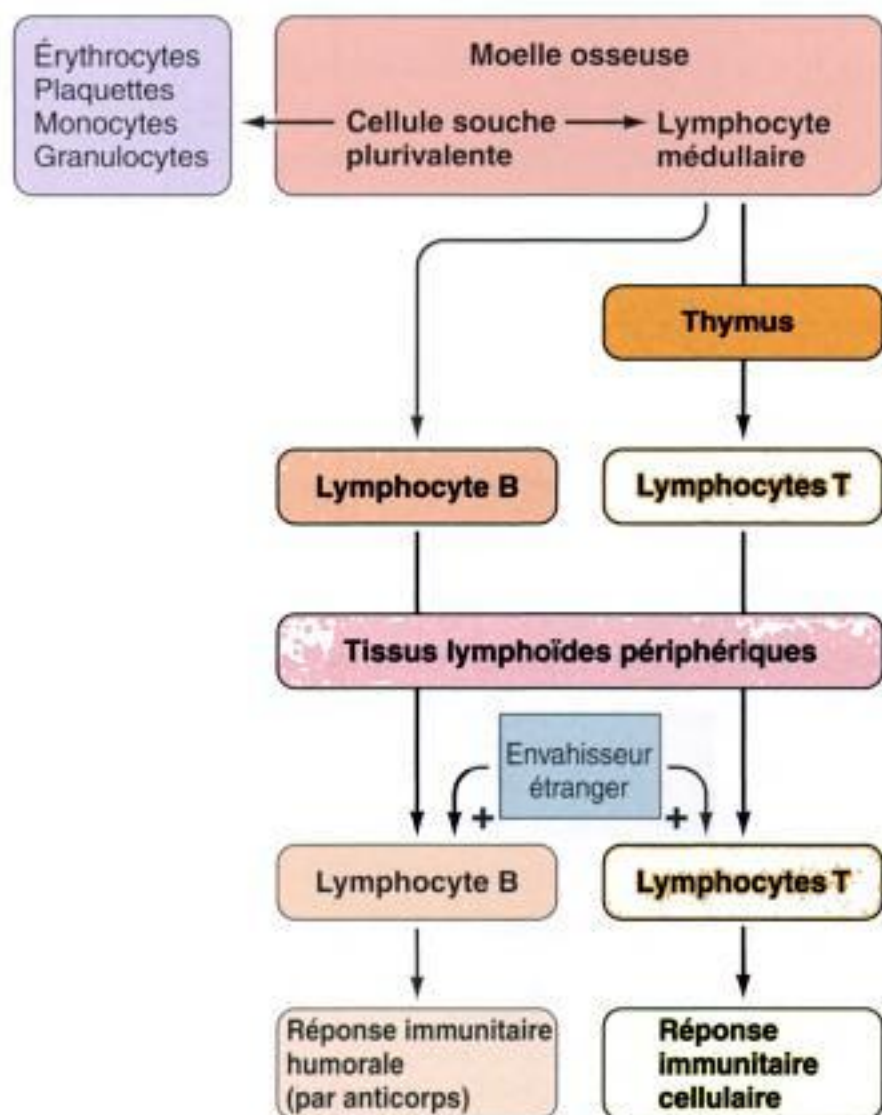 Érythrocytes
Plaquettes
Monocytes
Granulocytes
Moelle osseuse
Cellule souche
plurivalente
Lymphocyte
médullaire
Thymus
Lymphocyte B
Lymphocytes T
Tissus lymphoïdes périphériques
Envahisseur
étranger
+
+
Lymphocyte B
Lymphocytes T
Réponse immunitaire
humorale
(par anticorps)
Réponse
immunitaire
cellulaire